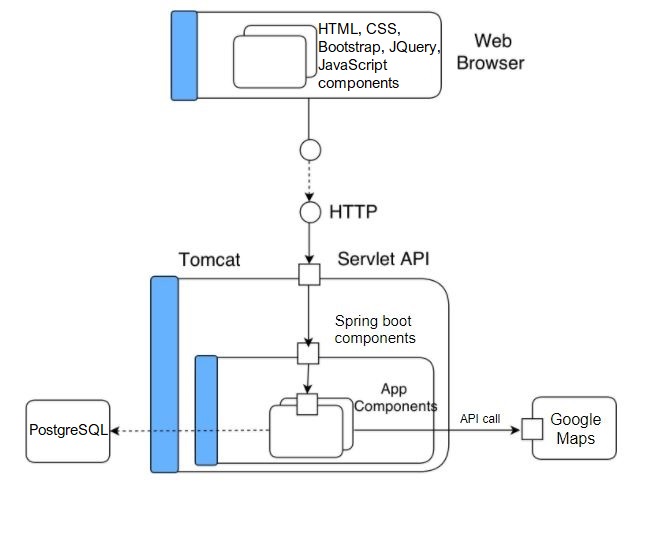 HTML, CSS,
Bootstrap, JQuery,
JavaScript
components
Web
Browser
HTTP
Tomcat
Servlet API
Spring boot
components
App
Components
PostgreSQL
API call
Google
Maps